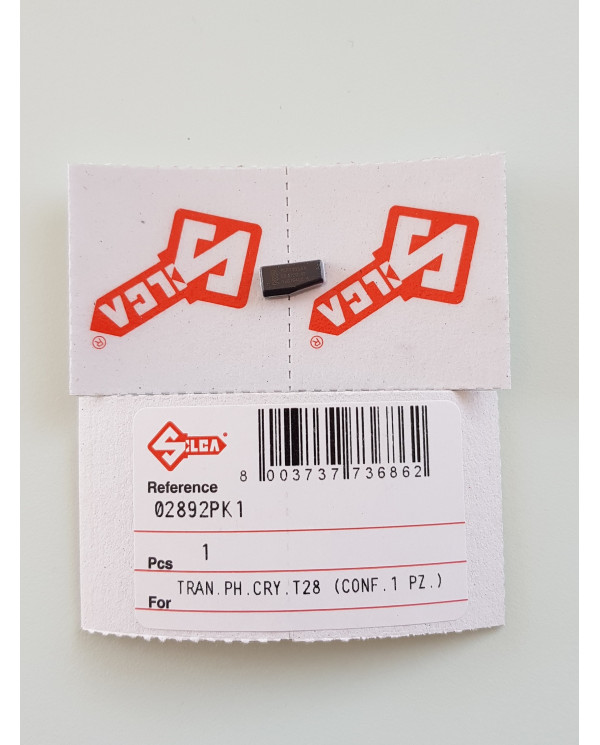 SILCA
®
SILCA
®
SILCA®
8 003737 736862
Reference
02892PK1
Pcs 1
For TRAN.PH.CRY.T28 (CONF.1 PZ.)